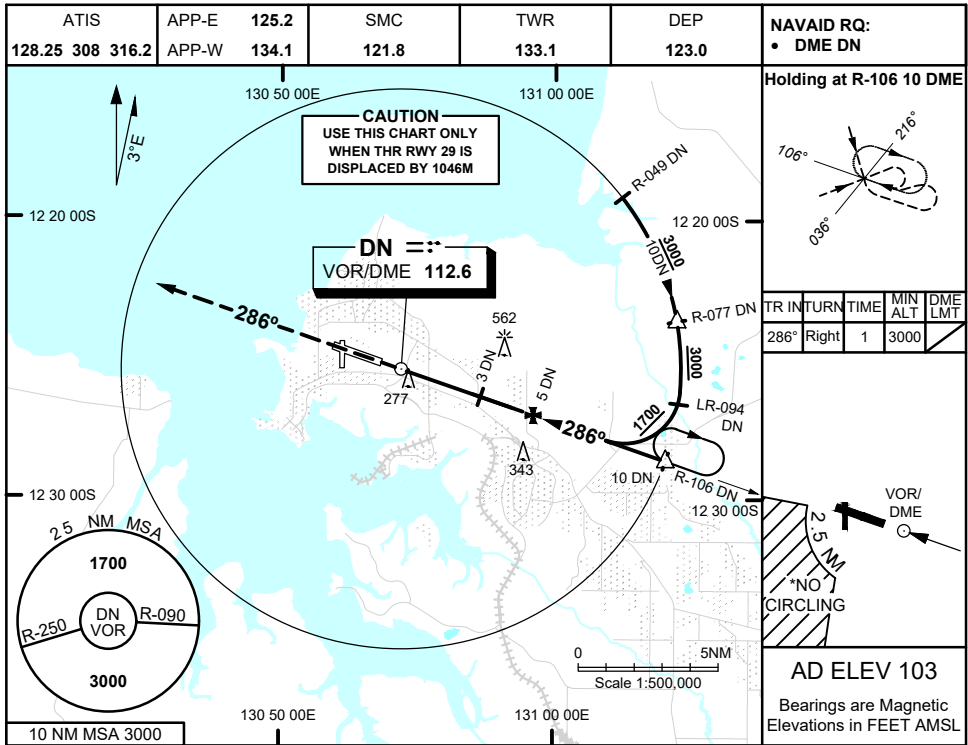 ATIS
128.25 308 316.2
APP-E 125.2
APP-W 134.1
SMC
121.8
TWR
133.1
DEP
123.0
NAVAID RQ:
• DME DN
130 50 00E
131 00 00E
3°E
CAUTION
USE THIS CHART ONLY
WHEN THR RWY 29 IS
DISPLACED BY 1046M
12 20 00S
12 20 00S
R-049 DN
3000
10DN
DN
VOR/DME 112.6
R-077 DN
3000
286°
562
3 DN
5 DN
277
LR-094
DN
1700
286°
343
10 DN
R-106 DN
12 30 00S
12 30 00S
2.5 NM MSA
1700
DN
VOR
R-250
R-090
3000
0
5NM
Scale 1:500,000
130 50 00E
131 00 00E
10 NM MSA 3000
Holding at R-106 10 DME
106°
216°
036°
TR IN TURN TIME MIN ALT DME LMT
286° Right 1 3000
VOR/
DME
2.5 NM
*NO
CIRCLING
AD ELEV 103
Bearings are Magnetic
Elevations in FEET AMSL